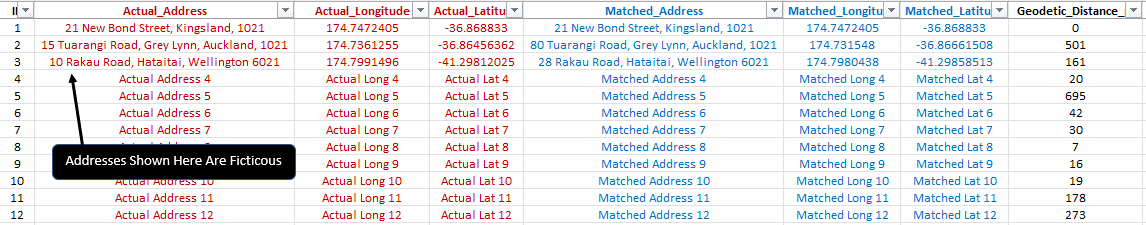 I Actual_Address Actual_Longitude Actual_Latitu Matched_Address Matched_Longitu Matched_Latitu Geodetic_Distance_
1 21 New Bond Street, Kingsland, 1021 174.7472405 -36.868833 21 New Bond Street, Kingsland, 1021 174.7472405 -36.868833 0
2 15 Tuarangi Road, Grey Lynn, Auckland, 1021 174.7361255 -36.86456362 80 Tuarangi Road, Grey Lynn, Auckland, 1021 174.731548 -36.86661508 501
3 10 Rakau Road, Hataitai, Wellington 6021 174.7991496 -41.29812025 28 Rakau Road, Hataitai, Wellington 6021 174.7980438 -41.29858513 161
4 Actual Address 4 Actual Long 4 Actual Lat 4 Matched Address 4 Matched Long 4 Matched Lat 4 20
5 Actual Address 5 Actual Long 5 Actual Lat 5 Matched Address 5 Matched Long 5 Matched Lat 5 695
6 Actual Address 6 Actual Long 6 Actual Lat 6 Matched Address 6 Matched Long 6 Matched Lat 6 42
7 Actual Address 7 Actual Long 7 Actual Lat 7 Matched Address 7 Matched Long 7 Matched Lat 7 30
8 Actual Long 8 Actual Lat 8 Matched Address 8 Matched Long 8 Matched Lat 8 7
Addresses Shown Here Are Ficticous
9 Actual Long 9 Actual Lat 9 Matched Address 9 Matched Long 9 Matched Lat 9 16
10 Actual Address 10 Actual Long 10 Actual Lat 10 Matched Address 10 Matched Long 10 Matched Lat 10 19
11 Actual Address 11 Actual Long 11 Actual Lat 11 Matched Address 11 Matched Long 11 Matched Lat 11 178
12 Actual Address 12 Actual Long 12 Actual Lat 12 Matched Address 12 Matched Long 12 Matched Lat 12 273